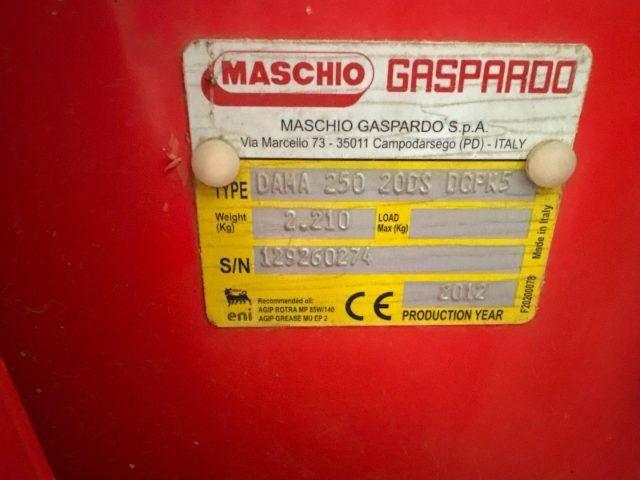 MASCHIO GASPARDO
MASCHIO GASPARDO S.p.A.
Via Marcello 73 - 35011 Campodarsego (PD) - ITALY
TYPE DAMA 250 20DS DCPK5
Weight (Kg) 2.210 LOAD Max (Kg)
S/N 129260274
eni
Recommended oil:
AGIP ROTRA MP 85W/140
AGIP GREASE MU EP 2
CE
2012
PRODUCTION YEAR
Made in Italy
F20200078